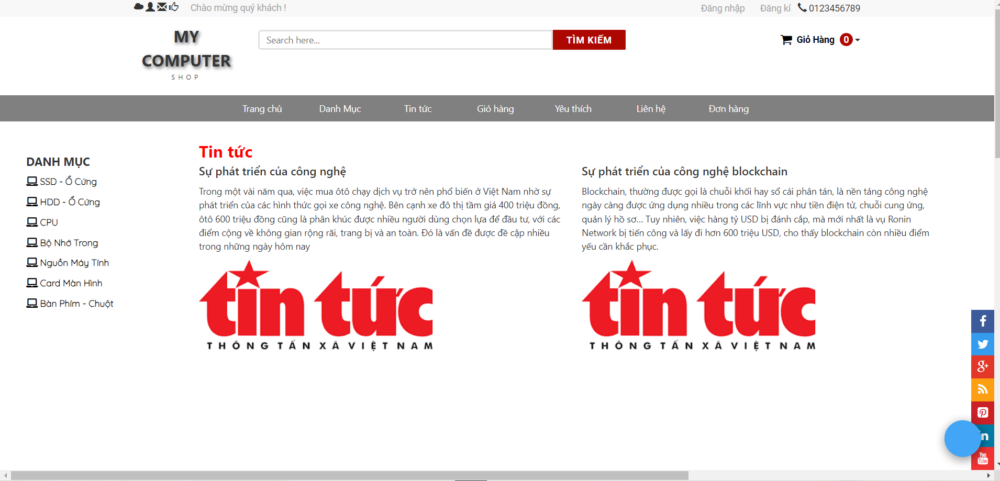 Chào mừng quý khách !
Đăng nhập Đăng kí 0123456789
MY
COMPUTER
SHOP
Search here...
TÌM KIẾM
Giỏ Hàng 0
Trang chủ Danh Mục Tin tức Giỏ hàng Yêu thích Liên hệ Đơn hàng
DANH MỤC
SSD - Ổ Cứng
HDD - Ổ Cứng
CPU
Bộ Nhớ Trong
Nguồn Máy Tính
Card Màn Hình
Bàn Phím - Chuột
Tin tức
Sự phát triển của công nghệ
Trong một vài năm qua, việc mua ôtô chạy dịch vụ trở nên phổ biến ở Việt Nam nhờ sự
phát triển của các hình thức gọi xe công nghệ. Bên cạnh xe đô thị tầm giá 400 triệu đồng,
ôtô 600 triệu đồng cũng là phân khúc được nhiều người dùng chọn lựa để đầu tư, với các
điểm cộng về không gian rộng rãi, trang bị và an toàn. Đó là vấn đề được đề cập nhiều
trong những ngày hôm nay
tin tức
THÔNG TẤN XÃ VIỆT NAM
Sự phát triển của công nghệ blockchain
Blockchain, thường được gọi là chuỗi khối hay sổ cái phân tán, là nền tảng công nghệ
ngày càng được ứng dụng nhiều trong các lĩnh vực như tiền điện tử, chuỗi cung ứng,
quản lý hồ sơ... Tuy nhiên, việc hàng tỷ USD bị đánh cắp, mà mới nhất là vụ Ronin
Network bị tiến công và lấy đi hơn 600 triệu USD, cho thấy blockchain còn nhiều điểm
yếu cần khắc phục.
tin tức
THÔNG TẤN XÃ VIỆT NAM
f
g+
in
You
Tube